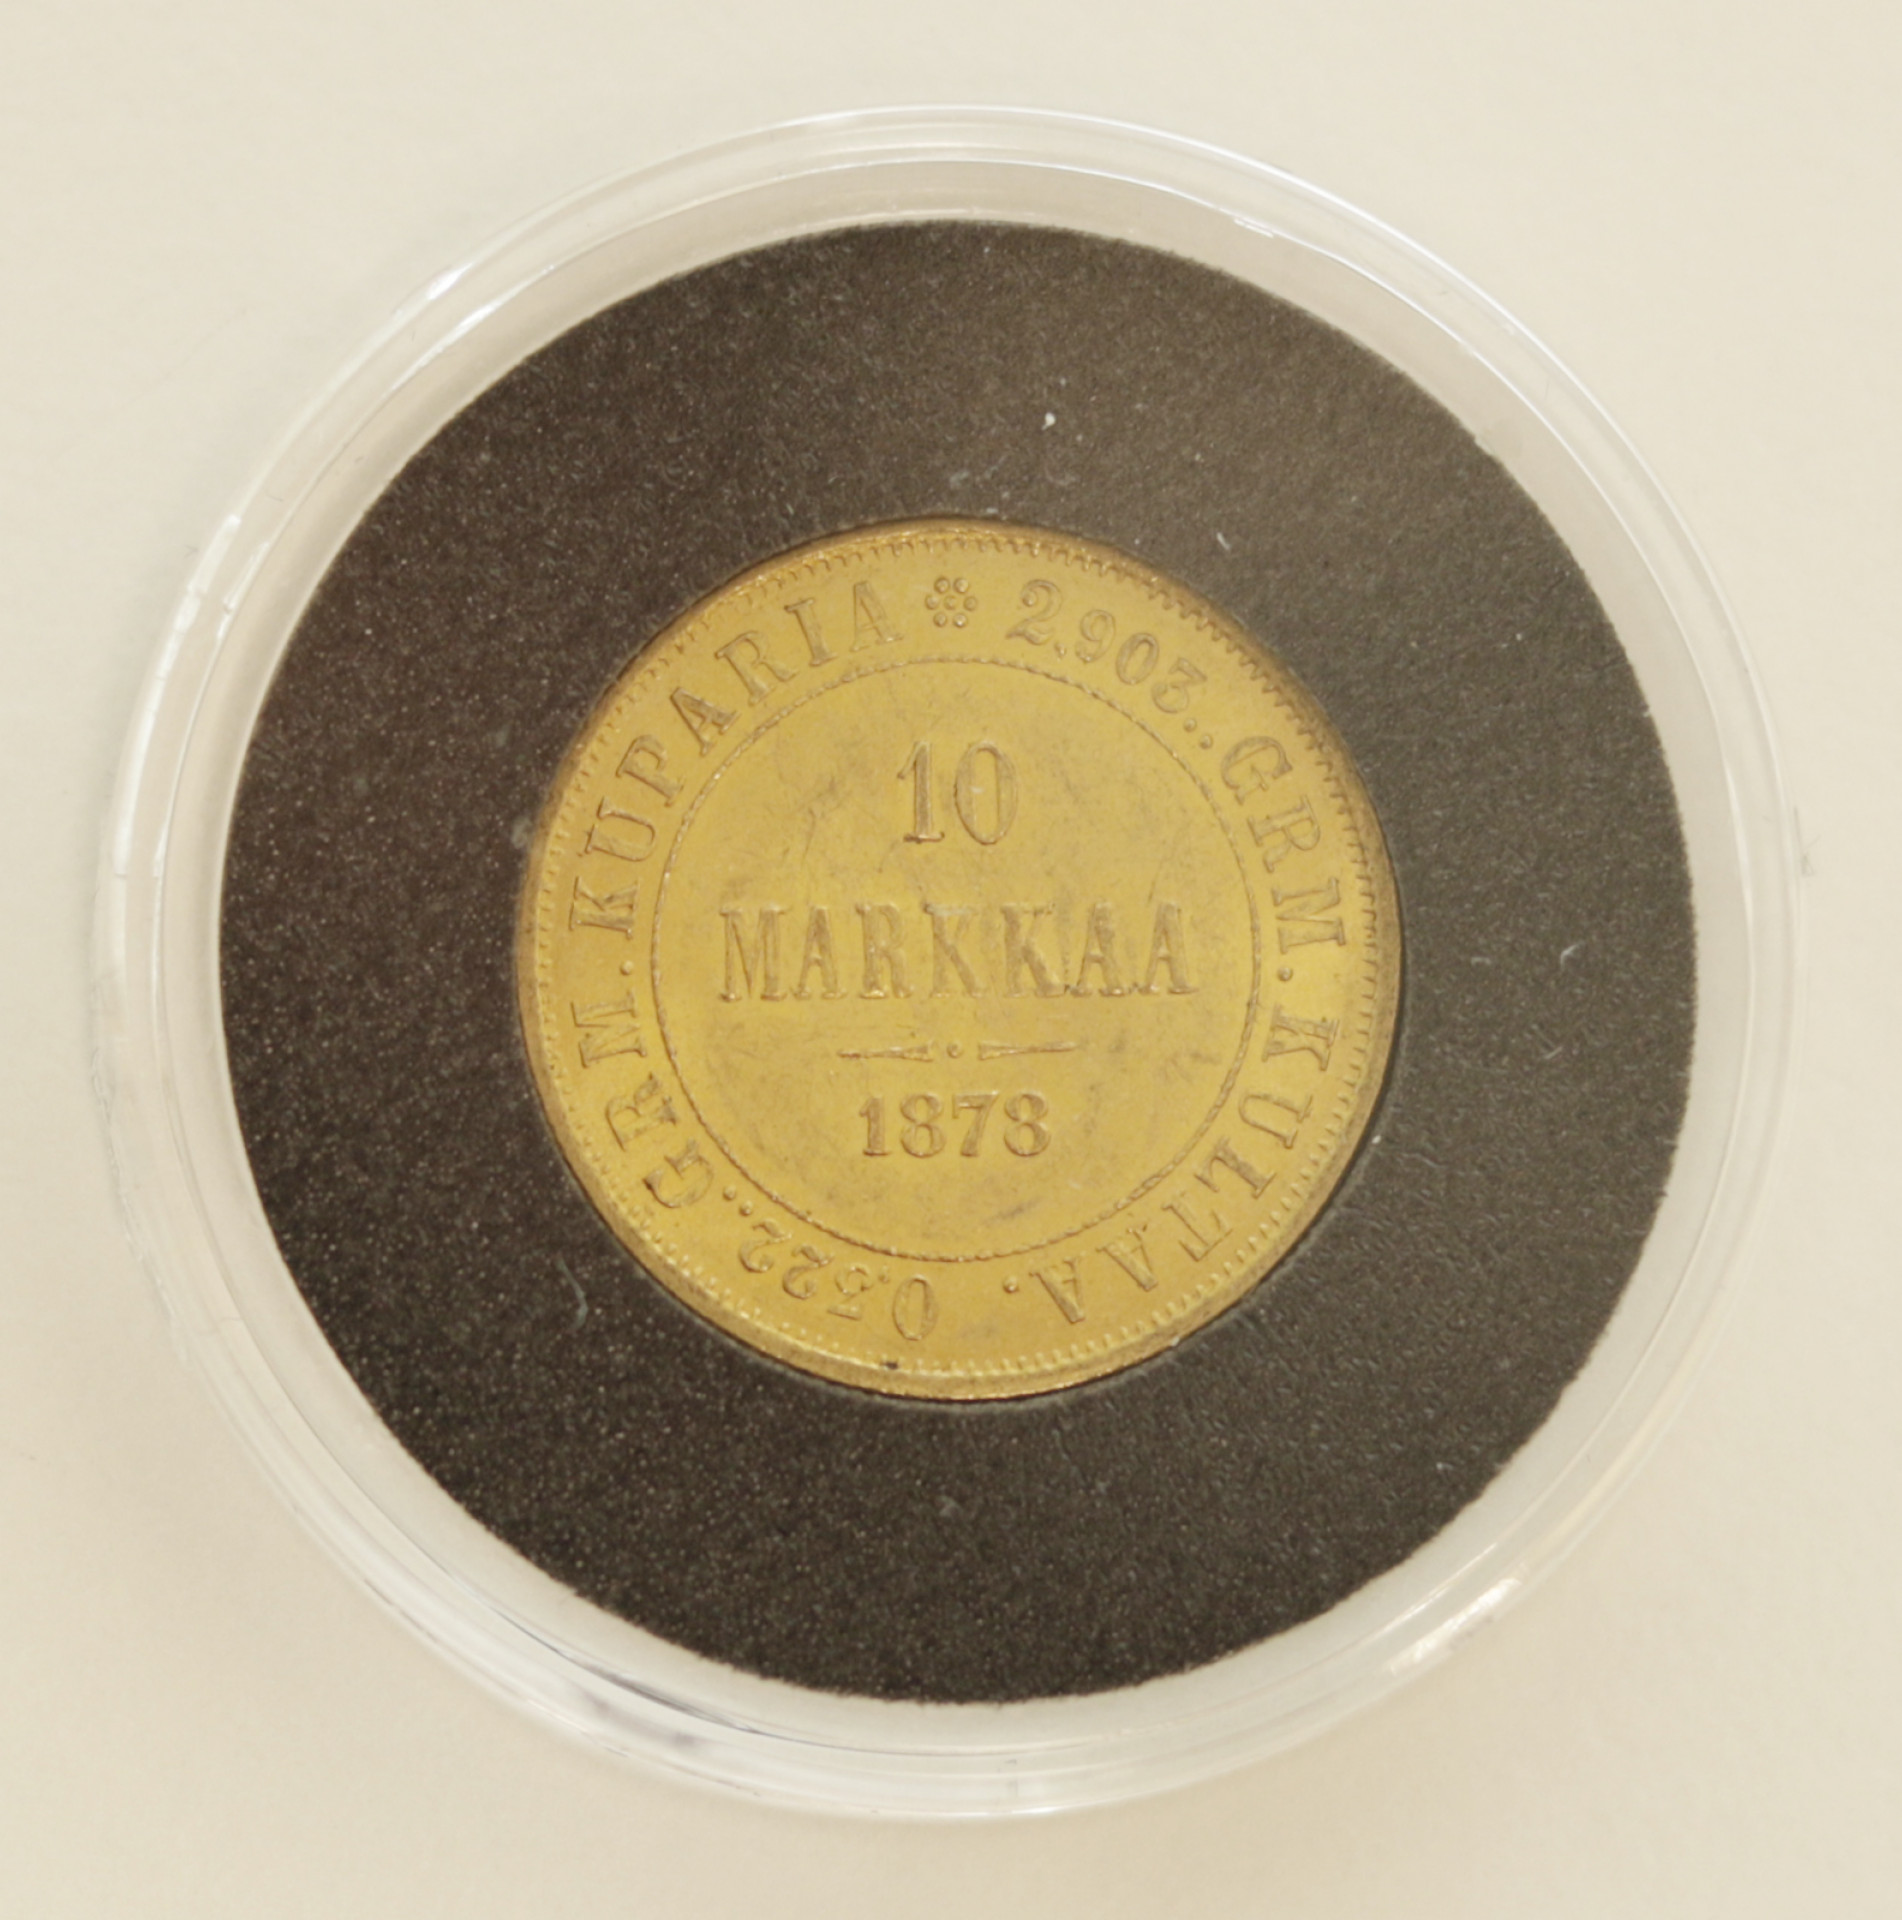 2,903..GRM.KULTAA.
0,322..GRM.KUPARIA
10
MARKKAA
1878